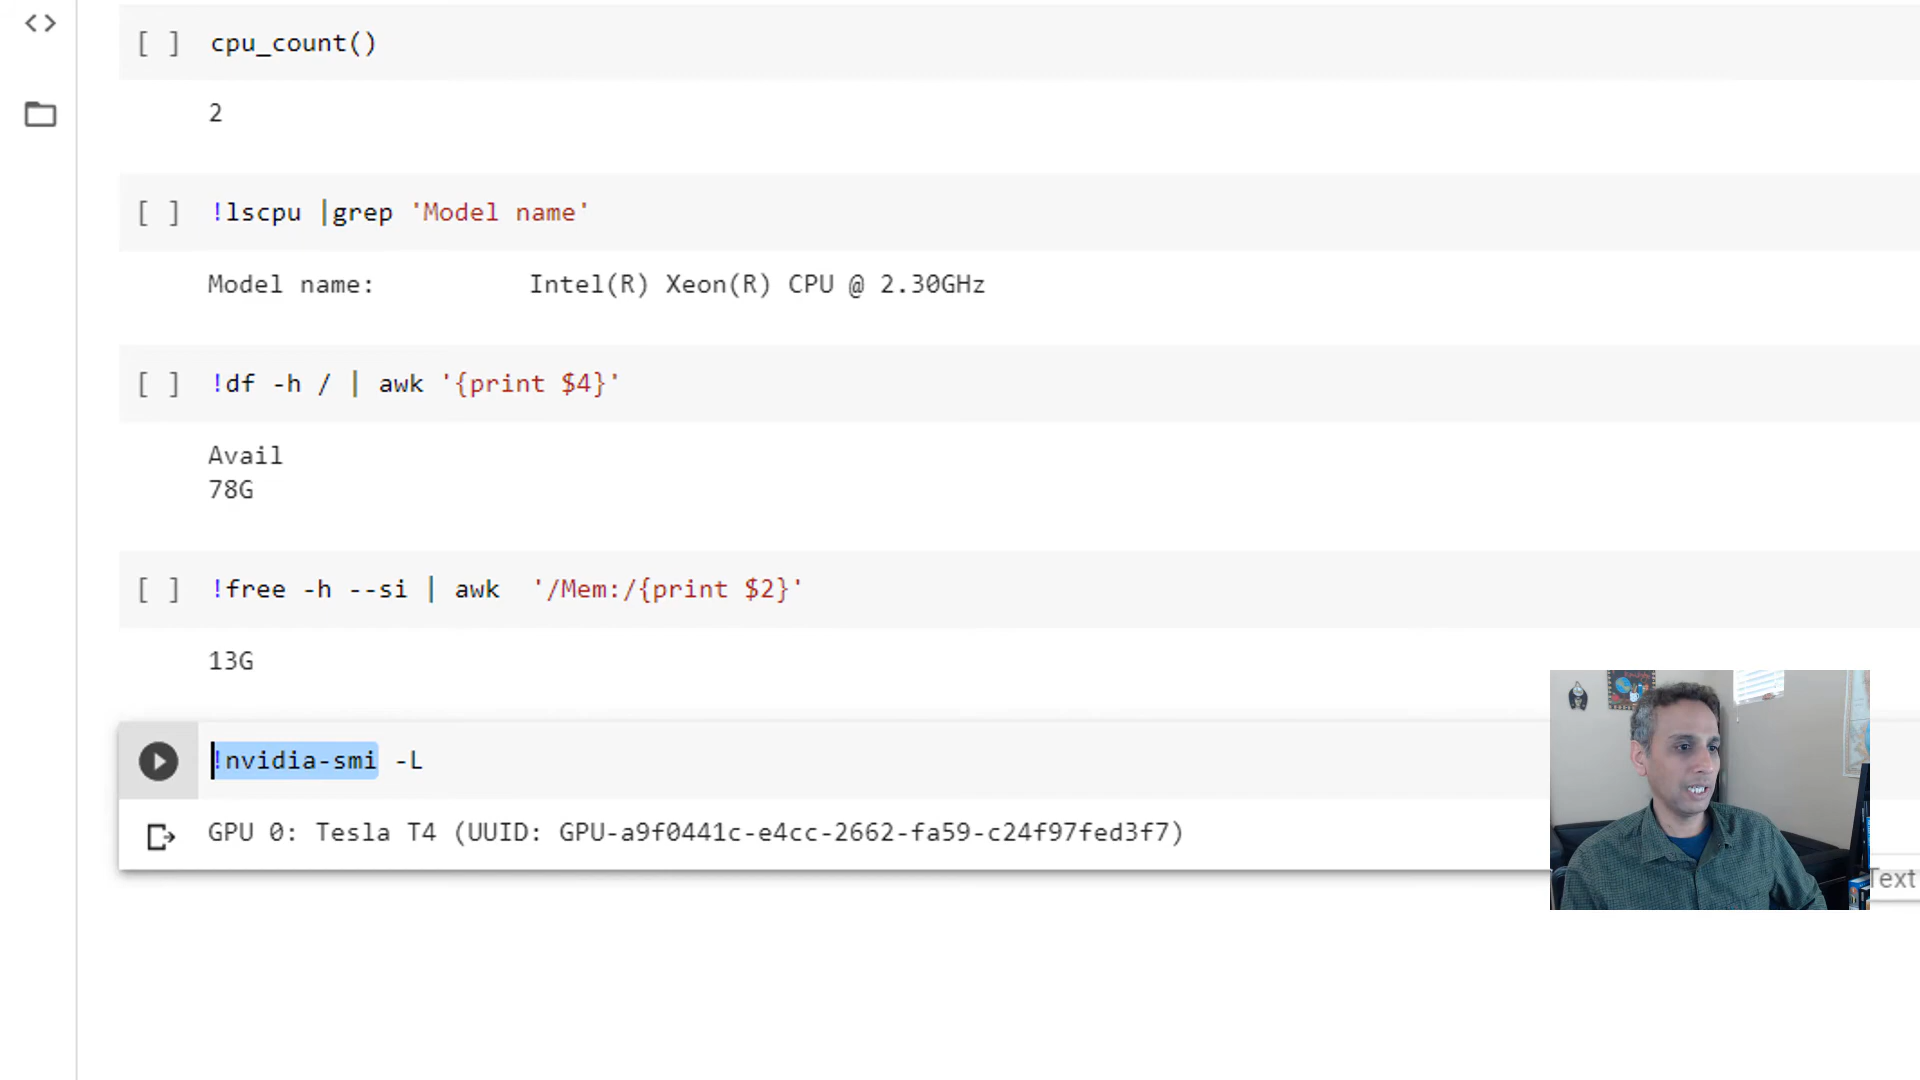 [ ] cpu_count()
2
[ ] !lscpu |grep 'Model name'
Model name:          Intel(R) Xeon(R) CPU @ 2.30GHz
[ ] !df -h / | awk '{print $4}'
Avail
78G
[ ] !free -h --si | awk  '/Mem:/{print $2}'
13G
!nvidia-smi -L
GPU 0: Tesla T4 (UUID: GPU-a9f0441c-e4cc-2662-fa59-c24f97fed3f7)
Text